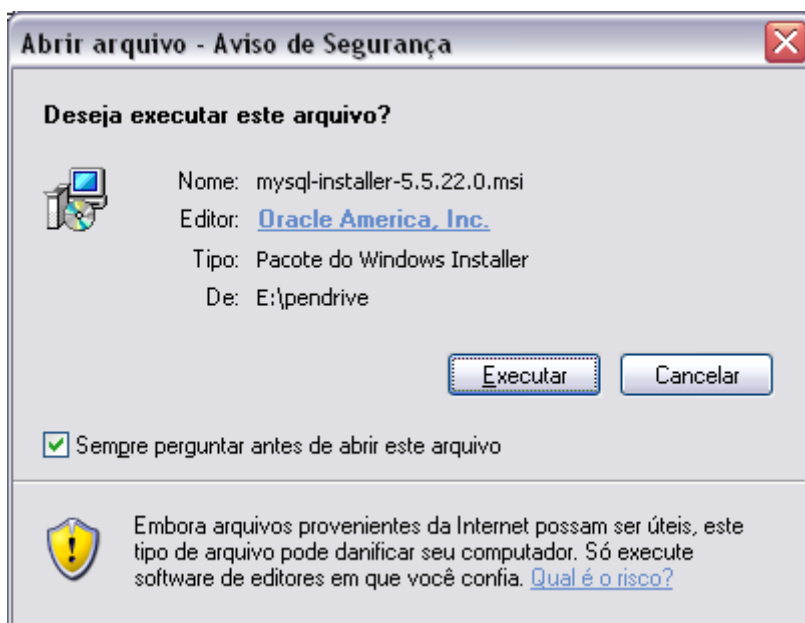 Abrir arquivo - Aviso de Segurança
Deseja executar este arquivo?
Nome: mysql-installer-5.5.22.0.msi
Editor: Oracle America, Inc.
Tipo: Pacote do Windows Installer
De: E:\pendrive
Executar Cancelar
Sempre perguntar antes de abrir este arquivo
Embora arquivos provenientes da Internet possam ser úteis, este
tipo de arquivo pode danificar seu computador. Só execute
software de editores em que você confia. Qual é o risco?